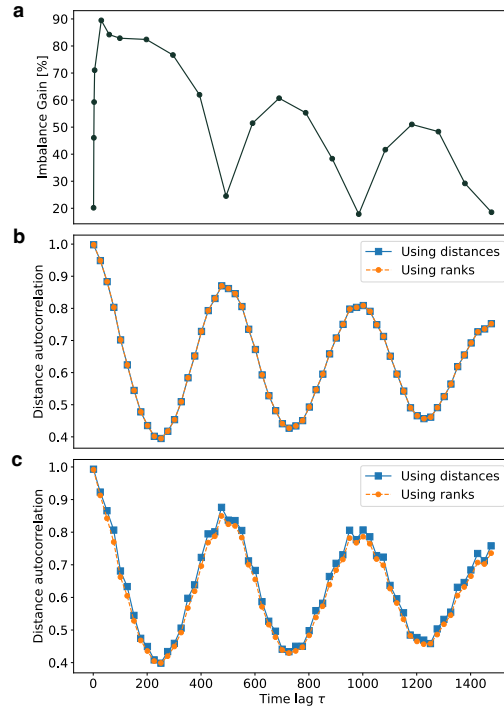 a
Imbalance Gain [%]
90
80
70
60
50
40
30
20
b
Distance autocorrelation
1.0
0.9
0.8
0.7
0.6
0.5
0.4
Using distances
Using ranks
c
Distance autocorrelation
1.0
0.9
0.8
0.7
0.6
0.5
0.4
Using distances
Using ranks
0 200 400 600 800 1000 1200 1400
Time lag τ